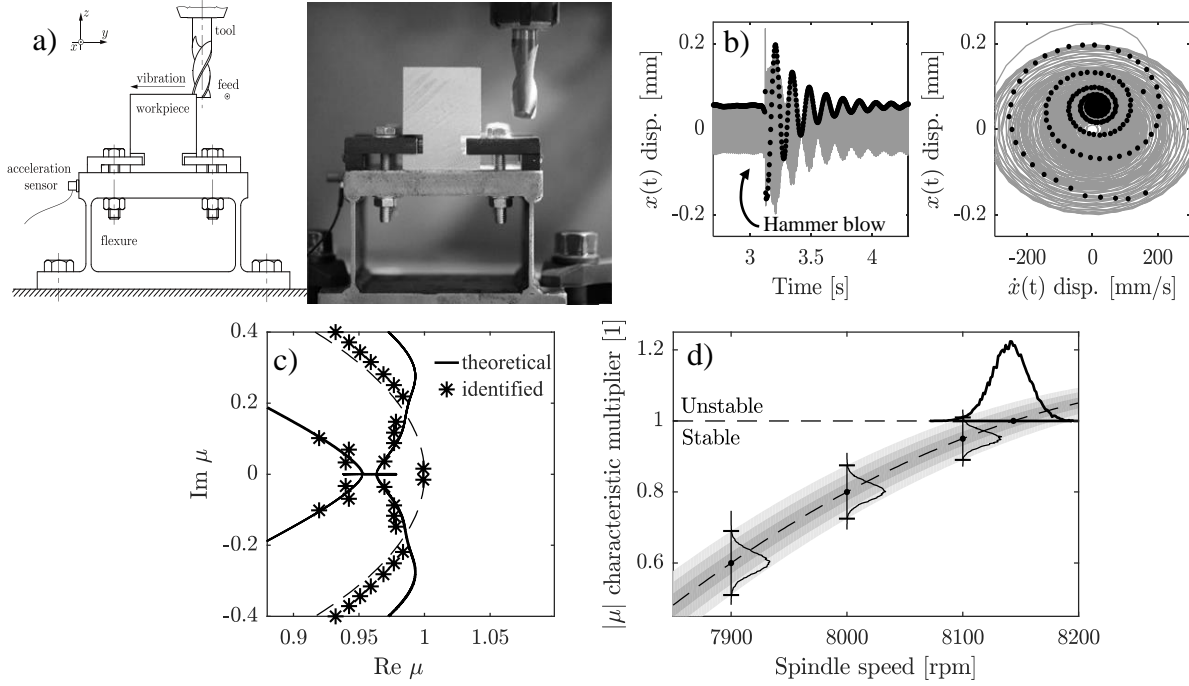 a)
z
x
y
tool
vibration
feed
workpiece
acceleration
sensor
flexure
b)
x(t) disp. [mm]
0.2
0
-0.2
Hammer blow
3
3.5
4
Time [s]
x(t) disp. [mm]
0.2
0
-0.2
-200
0
200
ẋ(t) disp. [mm/s]
c)
theoretical
identified
Im μ
0.4
0.2
0
-0.2
-0.4
0.9
0.95
1
1.05
Re μ
d)
|μ| characteristic multiplier [1]
1.2
1
0.8
0.6
Unstable
Stable
7900
8000
8100
8200
Spindle speed [rpm]